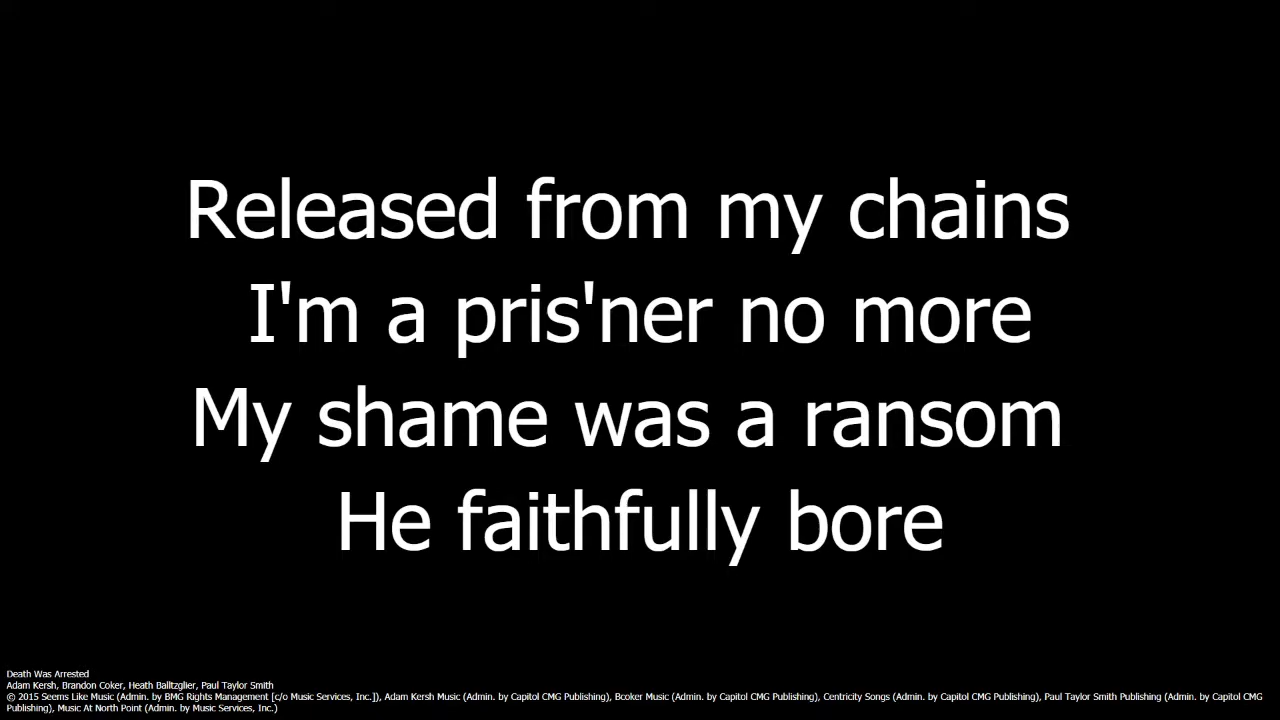 Released from my chains
I'm a pris'ner no more
My shame was a ransom
He faithfully bore
Death Was Arrested
Adam Kersh, Brandon Coker, Heath Balltzglier, Paul Taylor Smith
© 2015 Seems Like Music (Admin. by BMG Rights Management [c/o Music Services, Inc.]), Adam Kersh Music (Admin. by Capitol CMG Publishing), Bcoker Music (Admin. by Capitol CMG Publishing), Centricity Songs (Admin. by Capitol CMG Publishing), Paul Taylor Smith Publishing (Admin. by Capitol CMG
Publishing), Music At North Point (Admin. by Music Services, Inc.)